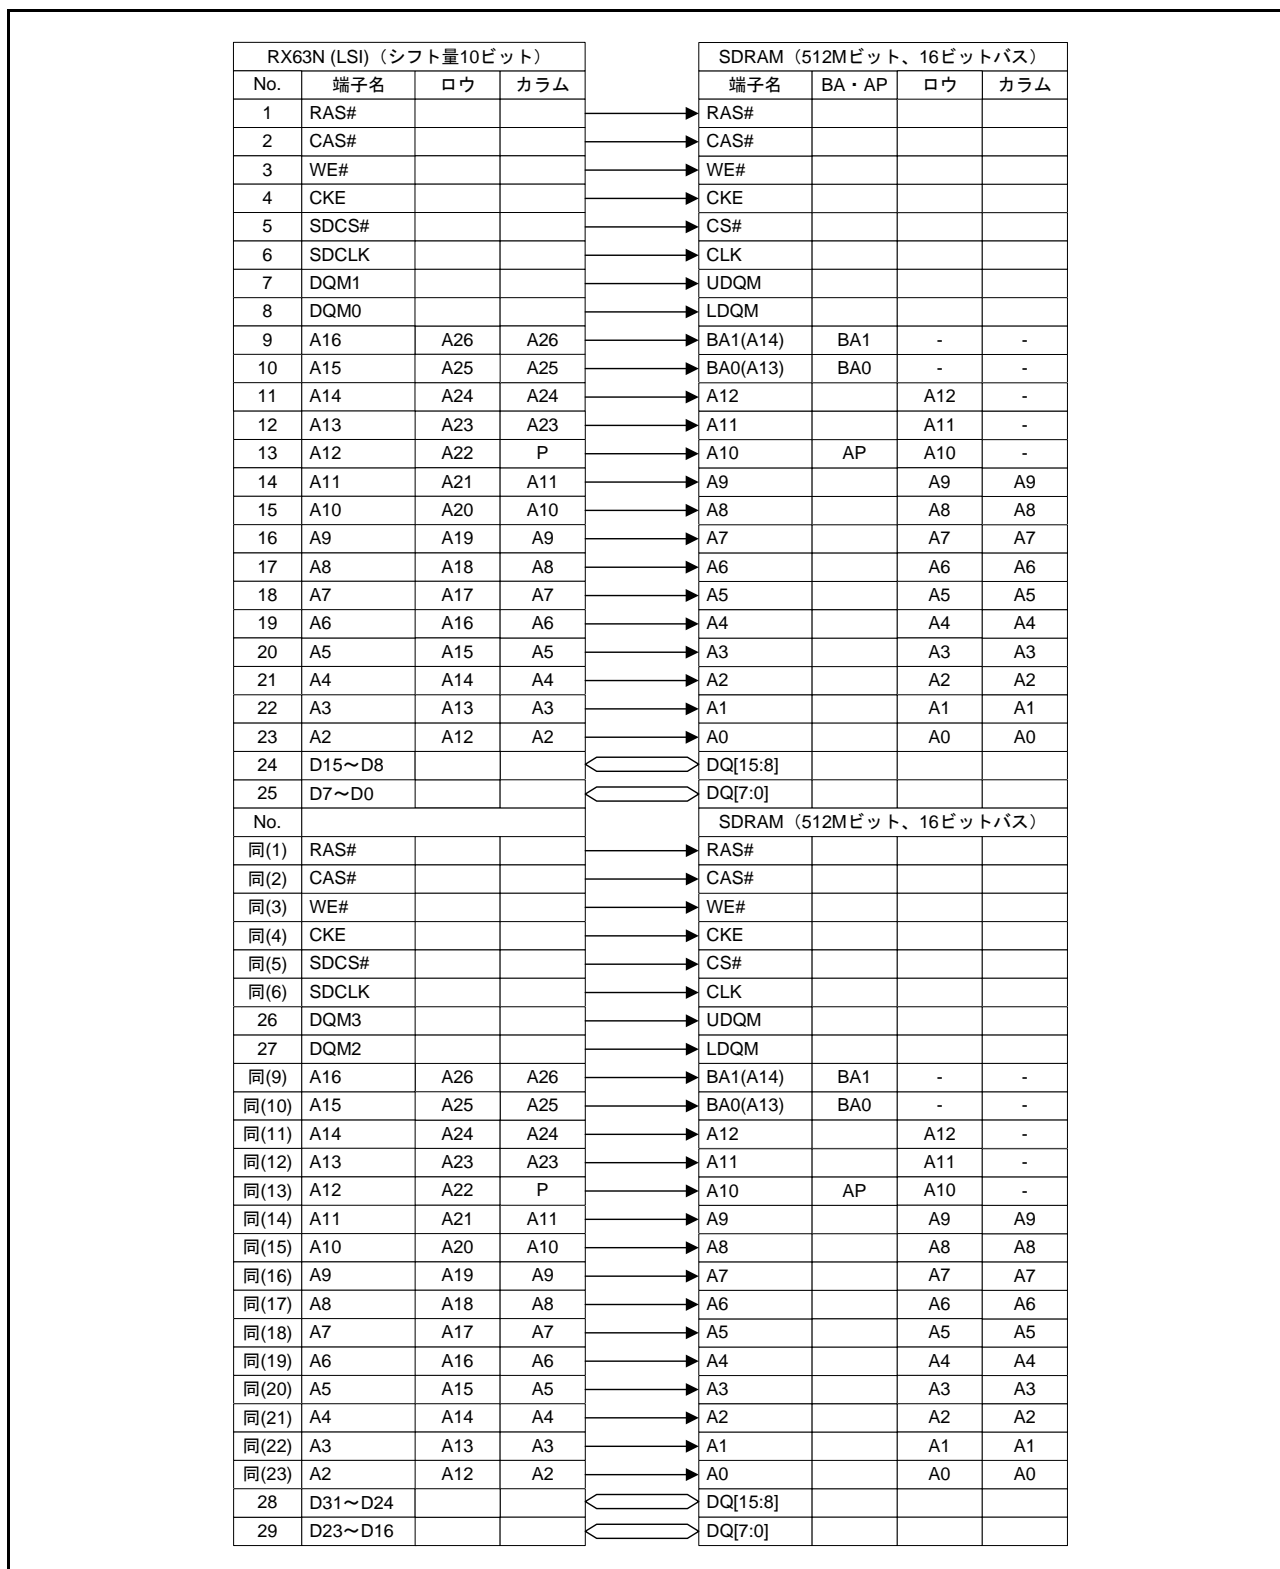 RX63N (LSI)（シフト量10ビット） SDRAM（512Mビット、16ビットバス）
No. 端子名 ロウ カラム 端子名 BA・AP ロウ カラム
1 RAS# RAS#
2 CAS# CAS#
3 WE# WE#
4 CKE CKE
5 SDCS# CS#
6 SDCLK CLK
7 DQM1 UDQM
8 DQM0 LDQM
9 A16 A26 A26 BA1(A14) BA1 - -
10 A15 A25 A25 BA0(A13) BA0 - -
11 A14 A24 A24 A12 A12 -
12 A13 A23 A23 A11 A11 -
13 A12 A22 P A10 AP A10 -
14 A11 A21 A11 A9 A9 A9
15 A10 A20 A10 A8 A8 A8
16 A9 A19 A9 A7 A7 A7
17 A8 A18 A8 A6 A6 A6
18 A7 A17 A7 A5 A5 A5
19 A6 A16 A6 A4 A4 A4
20 A5 A15 A5 A3 A3 A3
21 A4 A14 A4 A2 A2 A2
22 A3 A13 A3 A1 A1 A1
23 A2 A12 A2 A0 A0 A0
24 D15～D8 DQ[15:8]
25 D7～D0 DQ[7:0]
No. SDRAM（512Mビット、16ビットバス）
同(1) RAS# RAS#
同(2) CAS# CAS#
同(3) WE# WE#
同(4) CKE CKE
同(5) SDCS# CS#
同(6) SDCLK CLK
26 DQM3 UDQM
27 DQM2 LDQM
同(9) A16 A26 A26 BA1(A14) BA1 - -
同(10) A15 A25 A25 BA0(A13) BA0 - -
同(11) A14 A24 A24 A12 A12 -
同(12) A13 A23 A23 A11 A11 -
同(13) A12 A22 P A10 AP A10 -
同(14) A11 A21 A11 A9 A9 A9
同(15) A10 A20 A10 A8 A8 A8
同(16) A9 A19 A9 A7 A7 A7
同(17) A8 A18 A8 A6 A6 A6
同(18) A7 A17 A7 A5 A5 A5
同(19) A6 A16 A6 A4 A4 A4
同(20) A5 A15 A5 A3 A3 A3
同(21) A4 A14 A4 A2 A2 A2
同(22) A3 A13 A3 A1 A1 A1
同(23) A2 A12 A2 A0 A0 A0
28 D31～D24 DQ[15:8]
29 D23～D16 DQ[7:0]